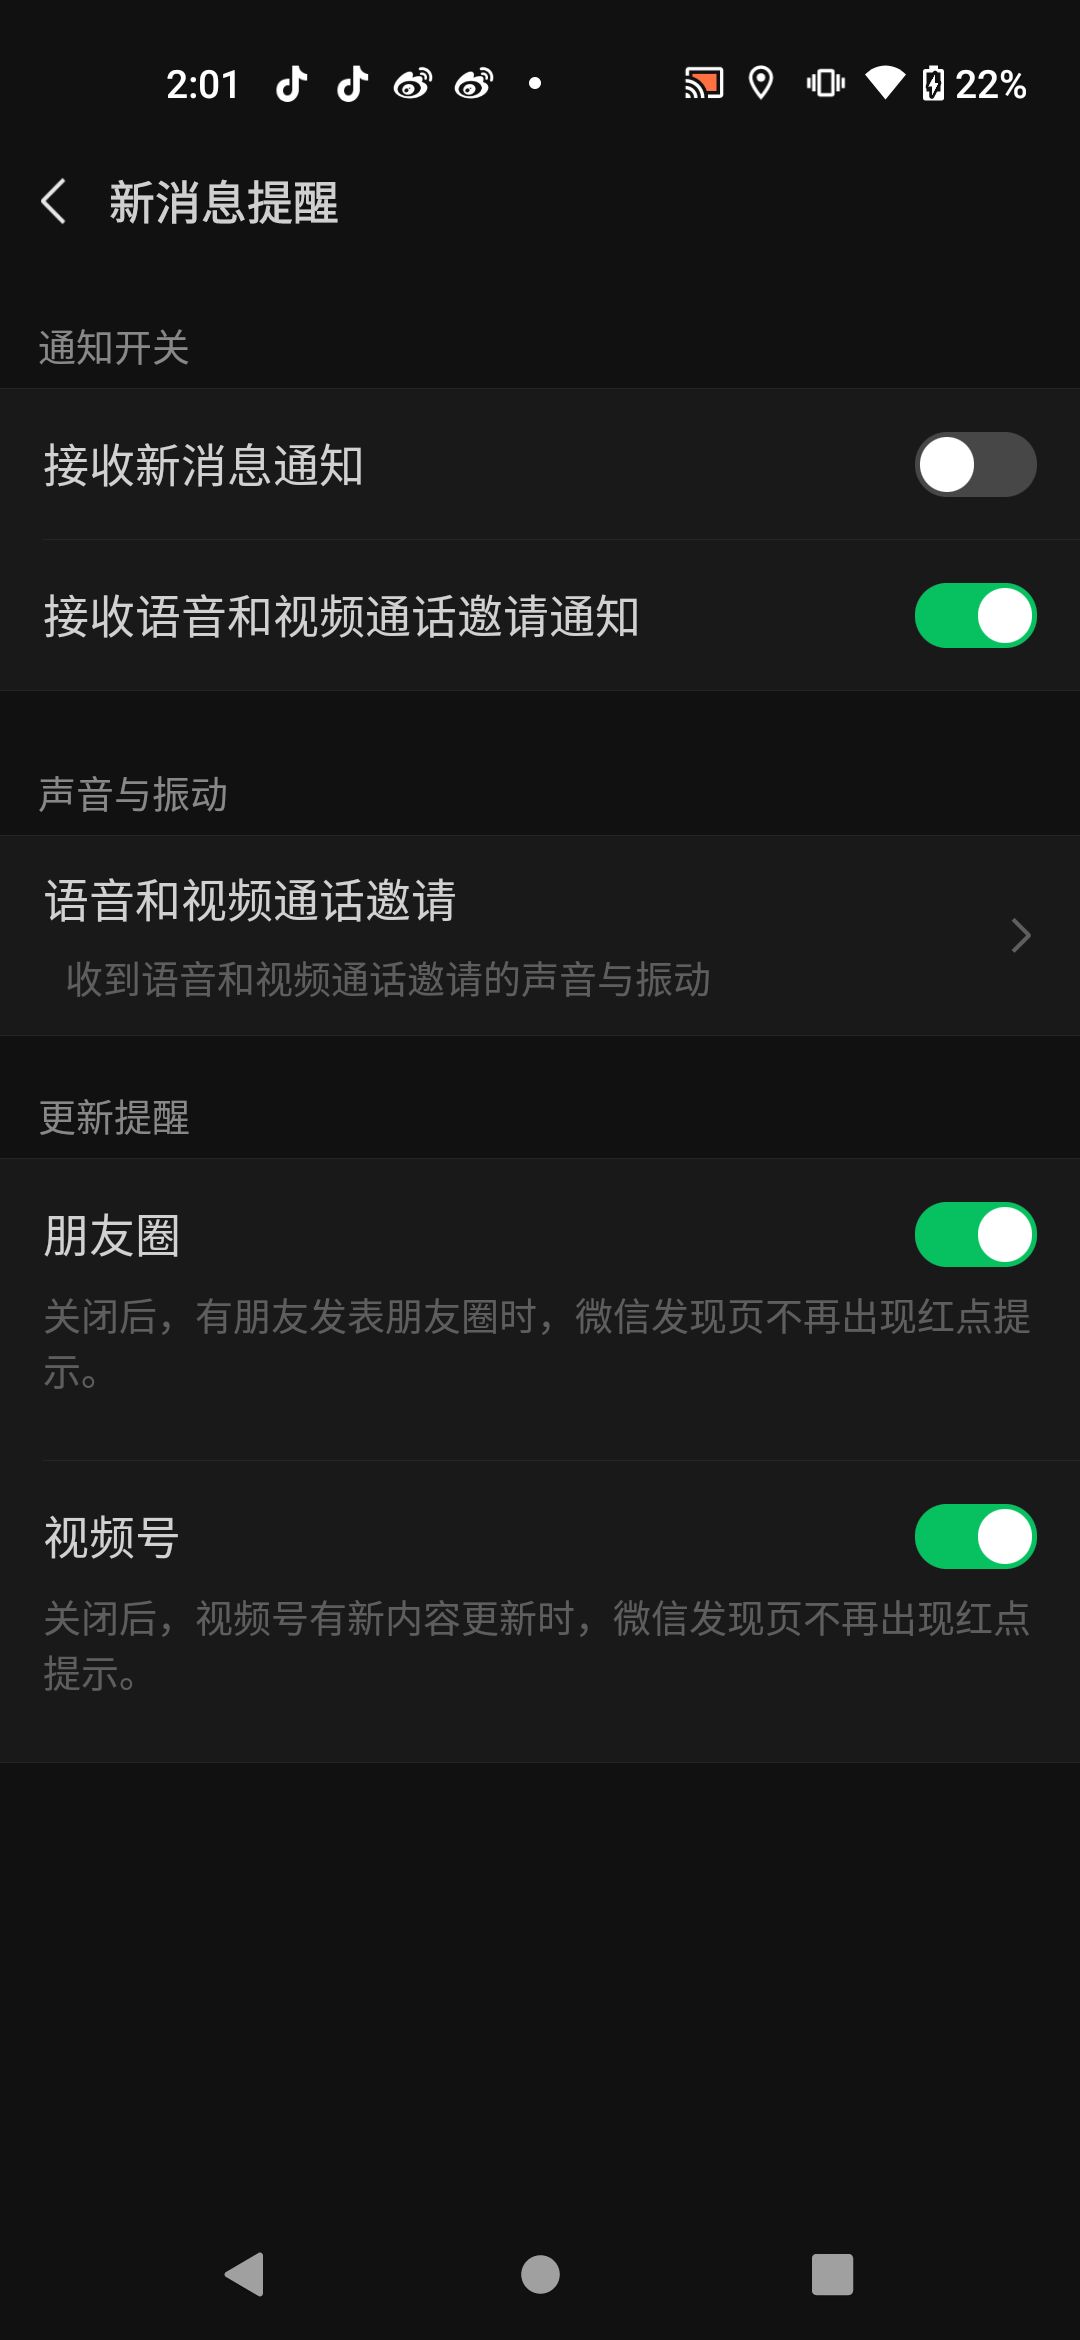 2:01
22%
新消息提醒
通知开关
接收新消息通知
接收语音和视频通话邀请通知
声音与振动
语音和视频通话邀请
收到语音和视频通话邀请的声音与振动
更新提醒
朋友圈
关闭后，有朋友发表朋友圈时，微信发现页不再出现红点提
示。
视频号
关闭后，视频号有新内容更新时，微信发现页不再出现红点
提示。